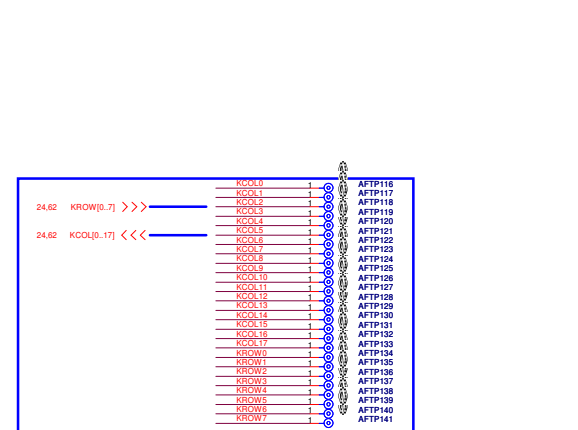 KCOL0 1 AFTP116
KCOL1 1 AFTP117
KCOL2 1 AFTP118
24,62 KROW[0..7]
KCOL3 1 AFTP119
KCOL4 1 AFTP120
KCOL5 1 AFTP121
24,62 KCOL[0..17]
KCOL6 1 AFTP122
KCOL7 1 AFTP123
KCOL8 1 AFTP124
KCOL9 1 AFTP125
KCOL10 1 AFTP126
KCOL11 1 AFTP127
KCOL12 1 AFTP128
KCOL13 1 AFTP129
KCOL14 1 AFTP130
KCOL15 1 AFTP131
KCOL16 1 AFTP132
KCOL17 1 AFTP133
KROW0 1 AFTP134
KROW1 1 AFTP135
KROW2 1 AFTP136
KROW3 1 AFTP137
KROW4 1 AFTP138
KROW5 1 AFTP139
KROW6 1 AFTP140
KROW7 1 AFTP141